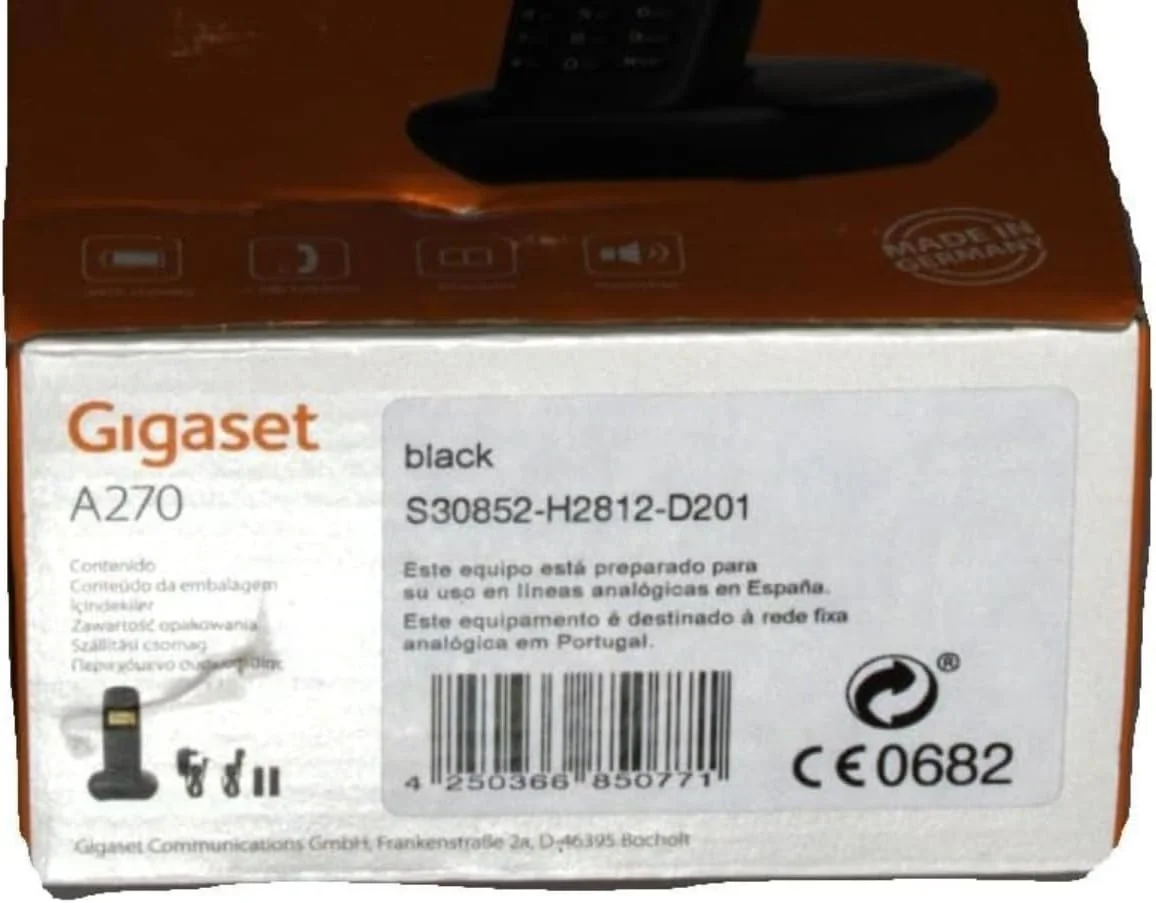 MADE IN
GERMANY
Gigaset
A270
black
S30852-H2812-D201
Contenido
Conteúdo da embalagem
İçindekiler
Zawartość opakowania
Szállítási csomag
Περιεχόμενο
Este equipo está preparado para
su uso en líneas analógicas en España.
Este equipamento é destinado à rede fixa
analógica em Portugal.
4 250366 850771
®
CE 0682
Gigaset Communications GmbH, Frankenstraße 2a, D-46395 Bocholt